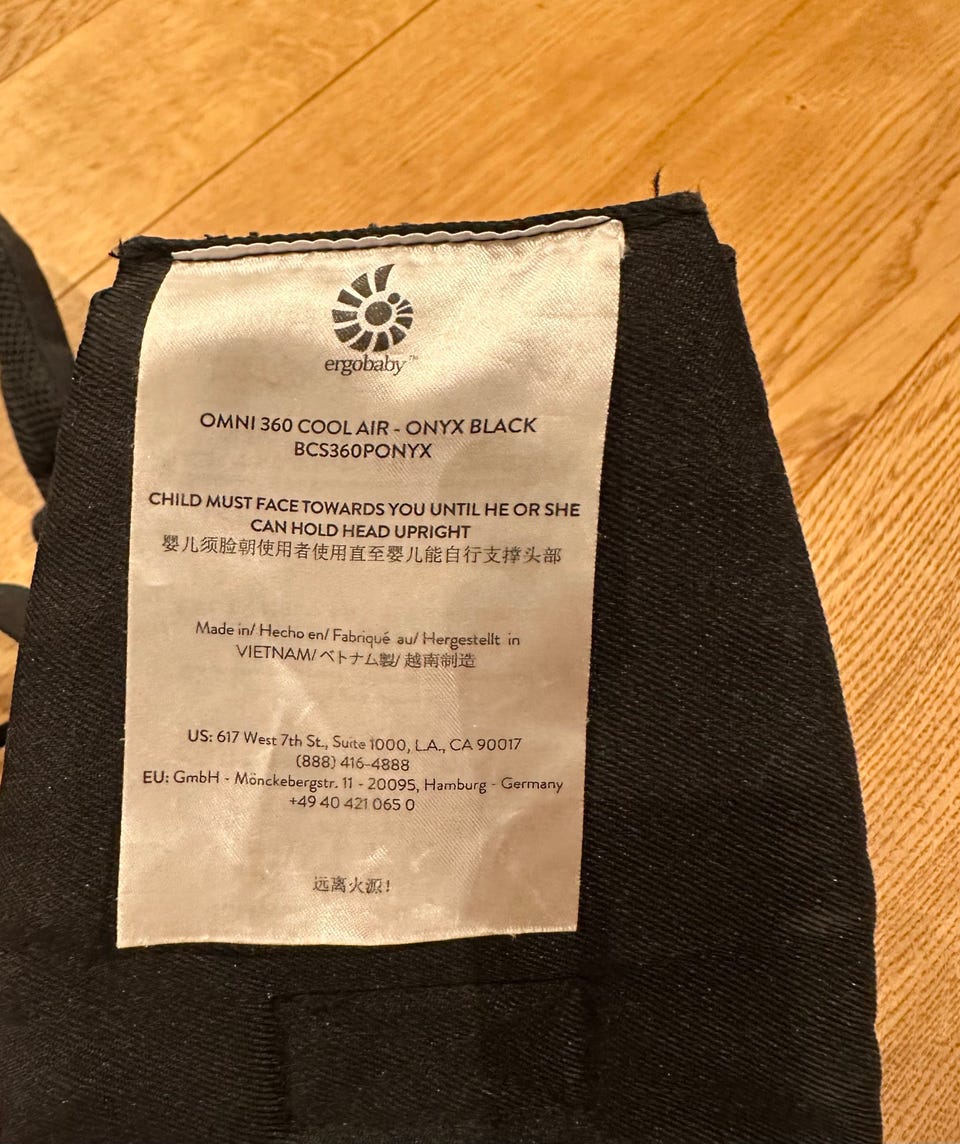 ergobaby™
OMNI 360 COOL AIR - ONYX BLACK
BCS360PONYX
CHILD MUST FACE TOWARDS YOU UNTIL HE OR SHE
CAN HOLD HEAD UPRIGHT
婴儿须脸朝使用者使用直至婴儿能自行支撑头部
Made in/ Hecho en/ Fabriqué au/ Hergestellt in
VIETNAM/ ベトナム製/ 越南制造
US: 617 West 7th St., Suite 1000, L.A., CA 90017
(888) 416-4888
EU: GmbH - Mönckebergstr. 11 - 20095, Hamburg - Germany
+49 40 421 065 0
远离火源!